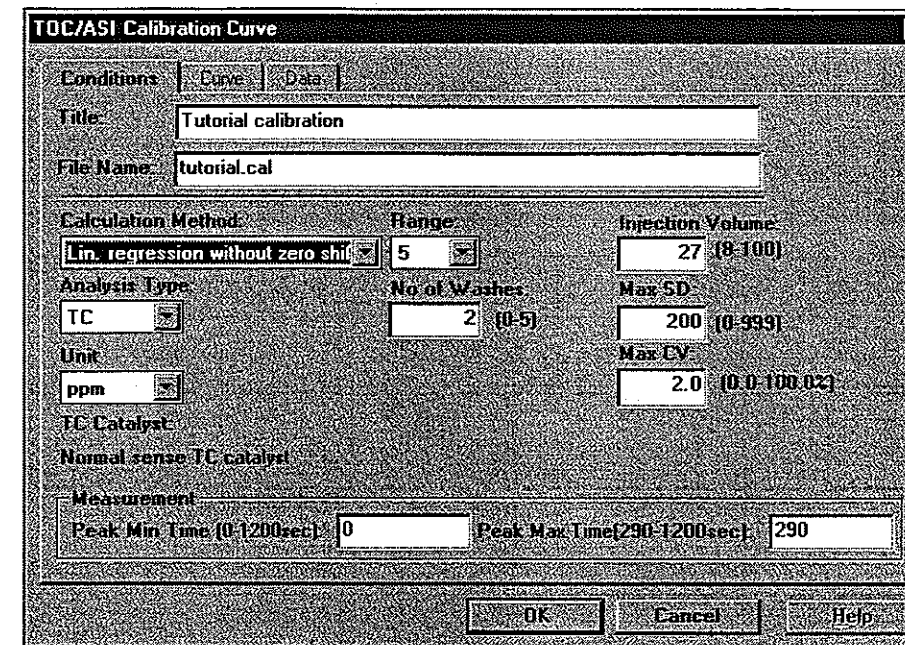 TOC/ASI Calibration Curve
Conditions Curve Data
Title: Tutorial calibration
File Name: tutorial.cal
Calculation Method: Range: Injection Volume:
Lin. regression without zero shif 5 27 (8-100)
Analysis Type No of Washes: Max SD
TC 2 (0-5) 200 (0-999)
Unit Max CV:
ppm 2.0 (0.0-100.0%)
TC Catalyst:
Normal sense TC catalyst
Measurement
Peak Min Time (0-1200sec): 0 Peak Max Time(290-1200sec): 290
OK Cancel Help